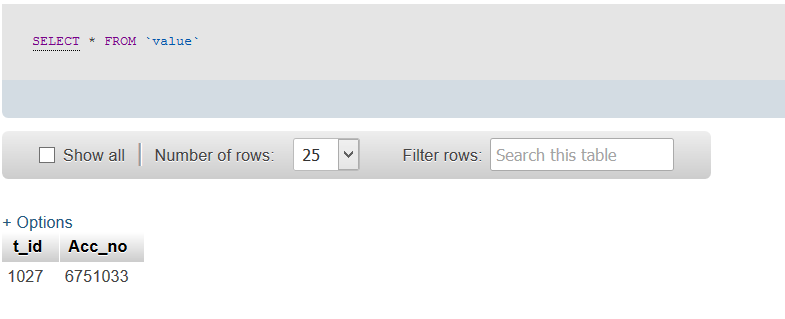 SELECT * FROM `value`
Show all Number of rows: 25 Filter rows: Search this table
+ Options
t_id Acc_no
1027 6751033